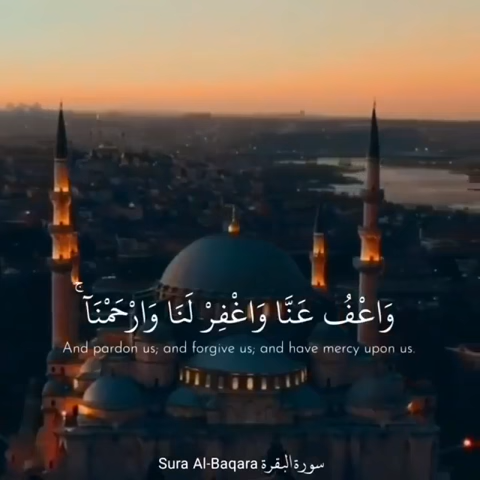 وَاعْفُ عَنَّا وَاغْفِرْ لَنَا وَارْحَمْنَآ ۚ
And pardon us; and forgive us; and have mercy upon us.
Sura Al-Baqara سورة البقرة